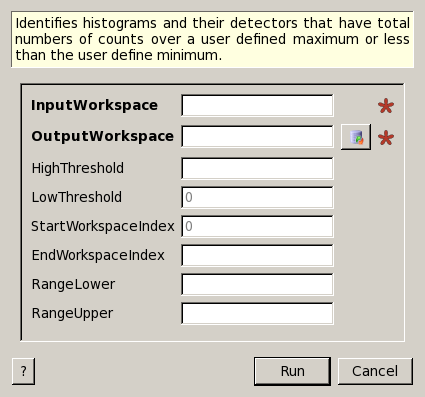 Identifies histograms and their detectors that have total
numbers of counts over a user defined maximum or less
than the user define minimum.
InputWorkspace
OutputWorkspace
HighThreshold
LowThreshold 0
StartWorkspaceIndex 0
EndWorkspaceIndex
RangeLower
RangeUpper
? Run Cancel